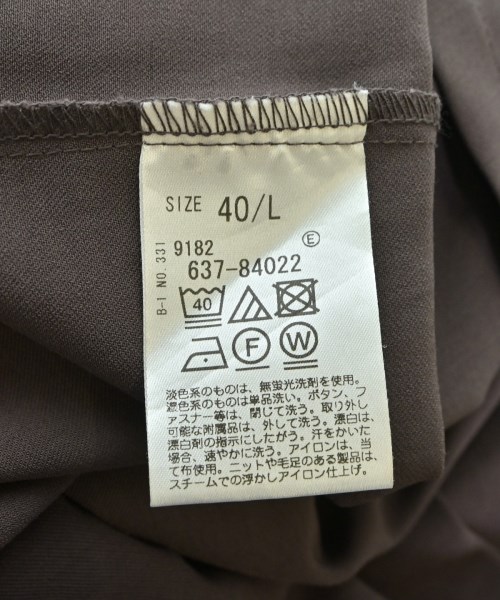 SIZE 40/L
B-I NO. 331
9182 E
637-84022
40
F W
淡色系のものは、無蛍光洗剤を使用。
濃色系のものは単品洗い。ボタン、フ
ァスナー等は、閉じて洗う。取り外し
可能な附属品は、外して洗う。漂白は、
漂白剤の指示にしたがう。汗をかいた
場合、速やかに洗う。アイロンは、当
て布使用。ニットや毛足のある製品は、
スチームでの浮かしアイロン仕上げ。